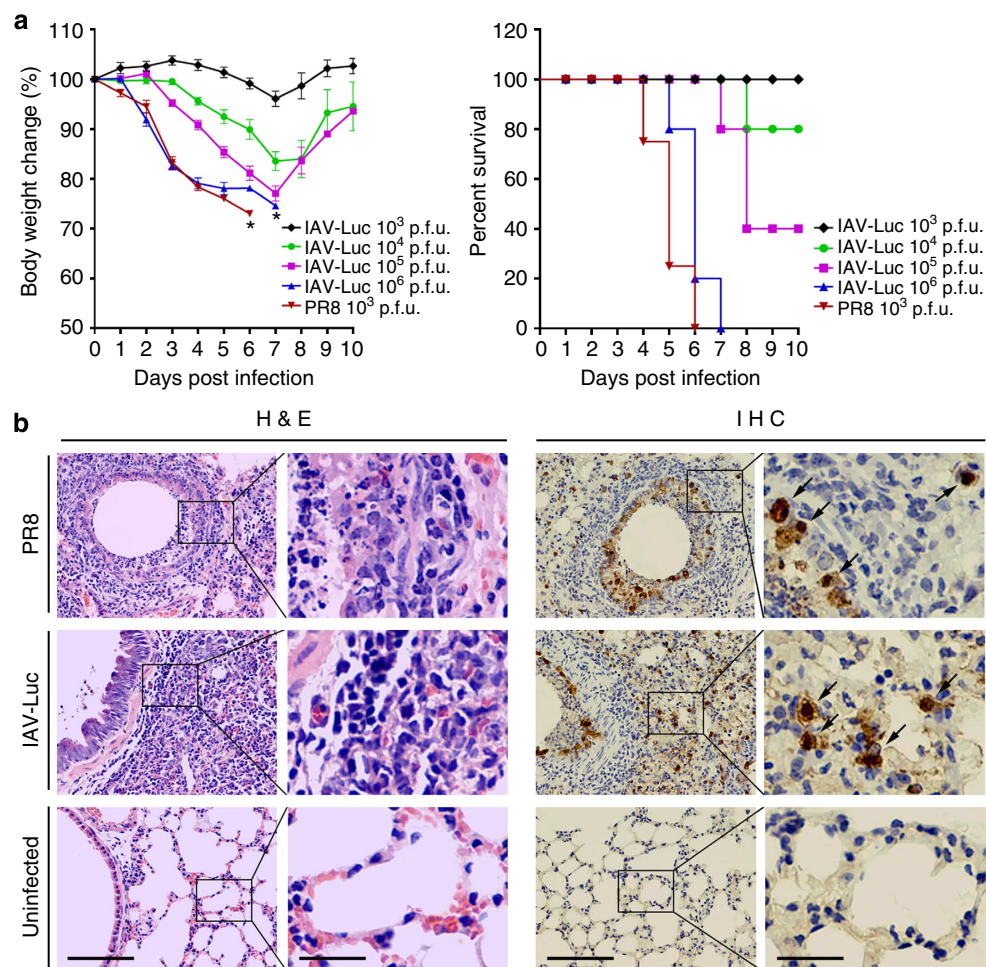 a
110
100
90
80
70
60
50
Body weight change (%)
0 1 2 3 4 5 6 7 8 9 10
Days post infection
*
*
IAV-Luc 10³ p.f.u.
IAV-Luc 10⁴ p.f.u.
IAV-Luc 10⁵ p.f.u.
IAV-Luc 10⁶ p.f.u.
PR8 10³ p.f.u.
120
100
80
60
40
20
0
Percent survival
0 1 2 3 4 5 6 7 8 9 10
Days post infection
IAV-Luc 10³ p.f.u.
IAV-Luc 10⁴ p.f.u.
IAV-Luc 10⁵ p.f.u.
IAV-Luc 10⁶ p.f.u.
PR8 10³ p.f.u.
b
H & E
I H C
PR8
IAV-Luc
Uninfected